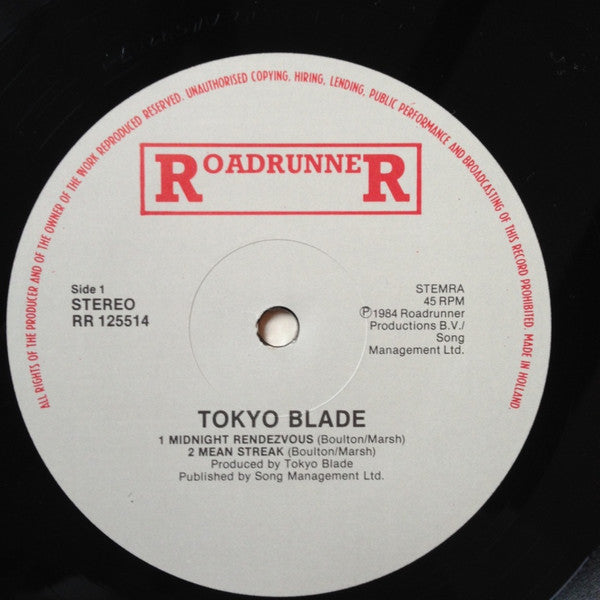 ALL RIGHTS OF THE PRODUCER AND OF THE OWNER OF THE WORK REPRODUCED RESERVED. UNAUTHORISED COPYING, HIRING, LENDING, PUBLIC PERFORMANCE AND BROADCASTING OF THIS RECORD PROHIBITED. MADE IN HOLLAND.
ROADRUNNER
Side 1
STEREO
RR 125514
STEMRA
45 RPM
Ⓟ1984 Roadrunner
Productions B.V./
Song
Management Ltd.
TOKYO BLADE
1 MIDNIGHT RENDEZVOUS (Boulton/Marsh)
2 MEAN STREAK (Boulton/Marsh)
Produced by Tokyo Blade
Published by Song Management Ltd.